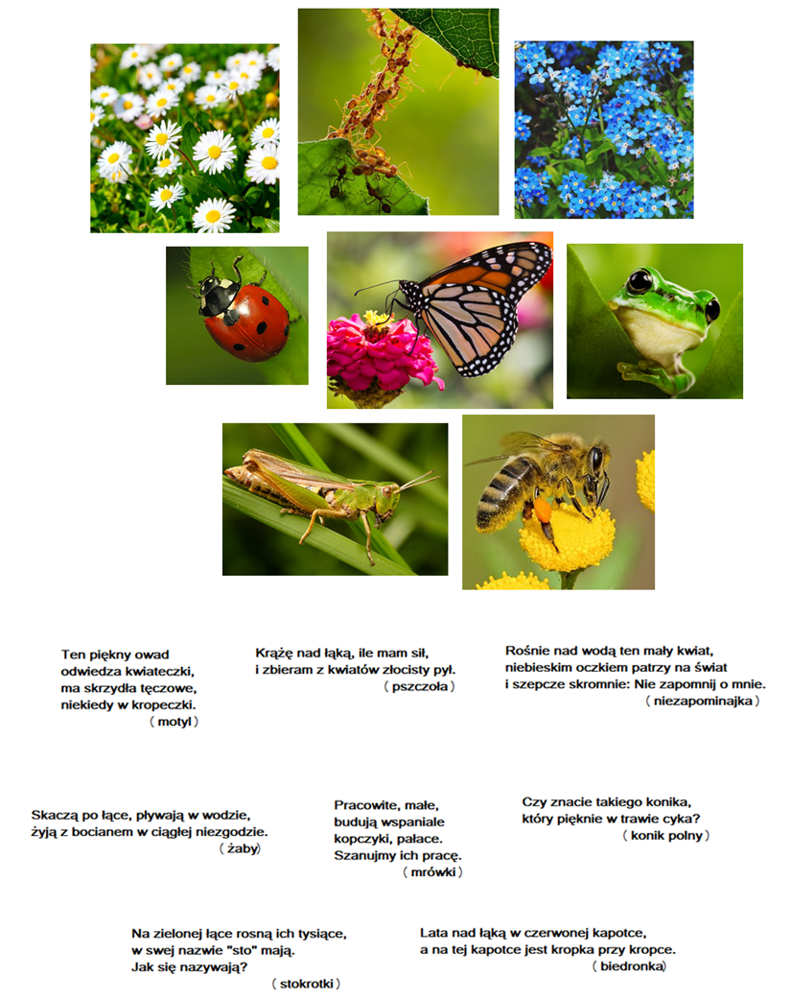 Ten piękny owad
odwiedza kwiateczki,
ma skrzydła tęczowe,
niekiedy w kropeczki.
( motyl )
Krążę nad łąką, ile mam sił,
i zbieram z kwiatów złocisty pył.
( pszczoła )
Rośnie nad wodą ten mały kwiat,
niebieskim oczkiem patrzy na świat
i szepcze skromnie: Nie zapomnij o mnie.
( niezapominajka )
Skaczą po łące, pływają w wodzie,
żyją z bocianem w ciągłej niezgodzie.
( żaby)
Pracowite, małe,
budują wspaniale
kopczyki, pałace.
Szanujmy ich pracę.
( mrówki )
Czy znacie takiego konika,
który pięknie w trawie cyka?
( konik polny )
Na zielonej łące rosną ich tysiące,
w swej nazwie "sto" mają.
Jak się nazywają?
( stokrotki )
Lata nad łąką w czerwonej kapotce,
a na tej kapotce jest kropka przy kropce.
( biedronka)